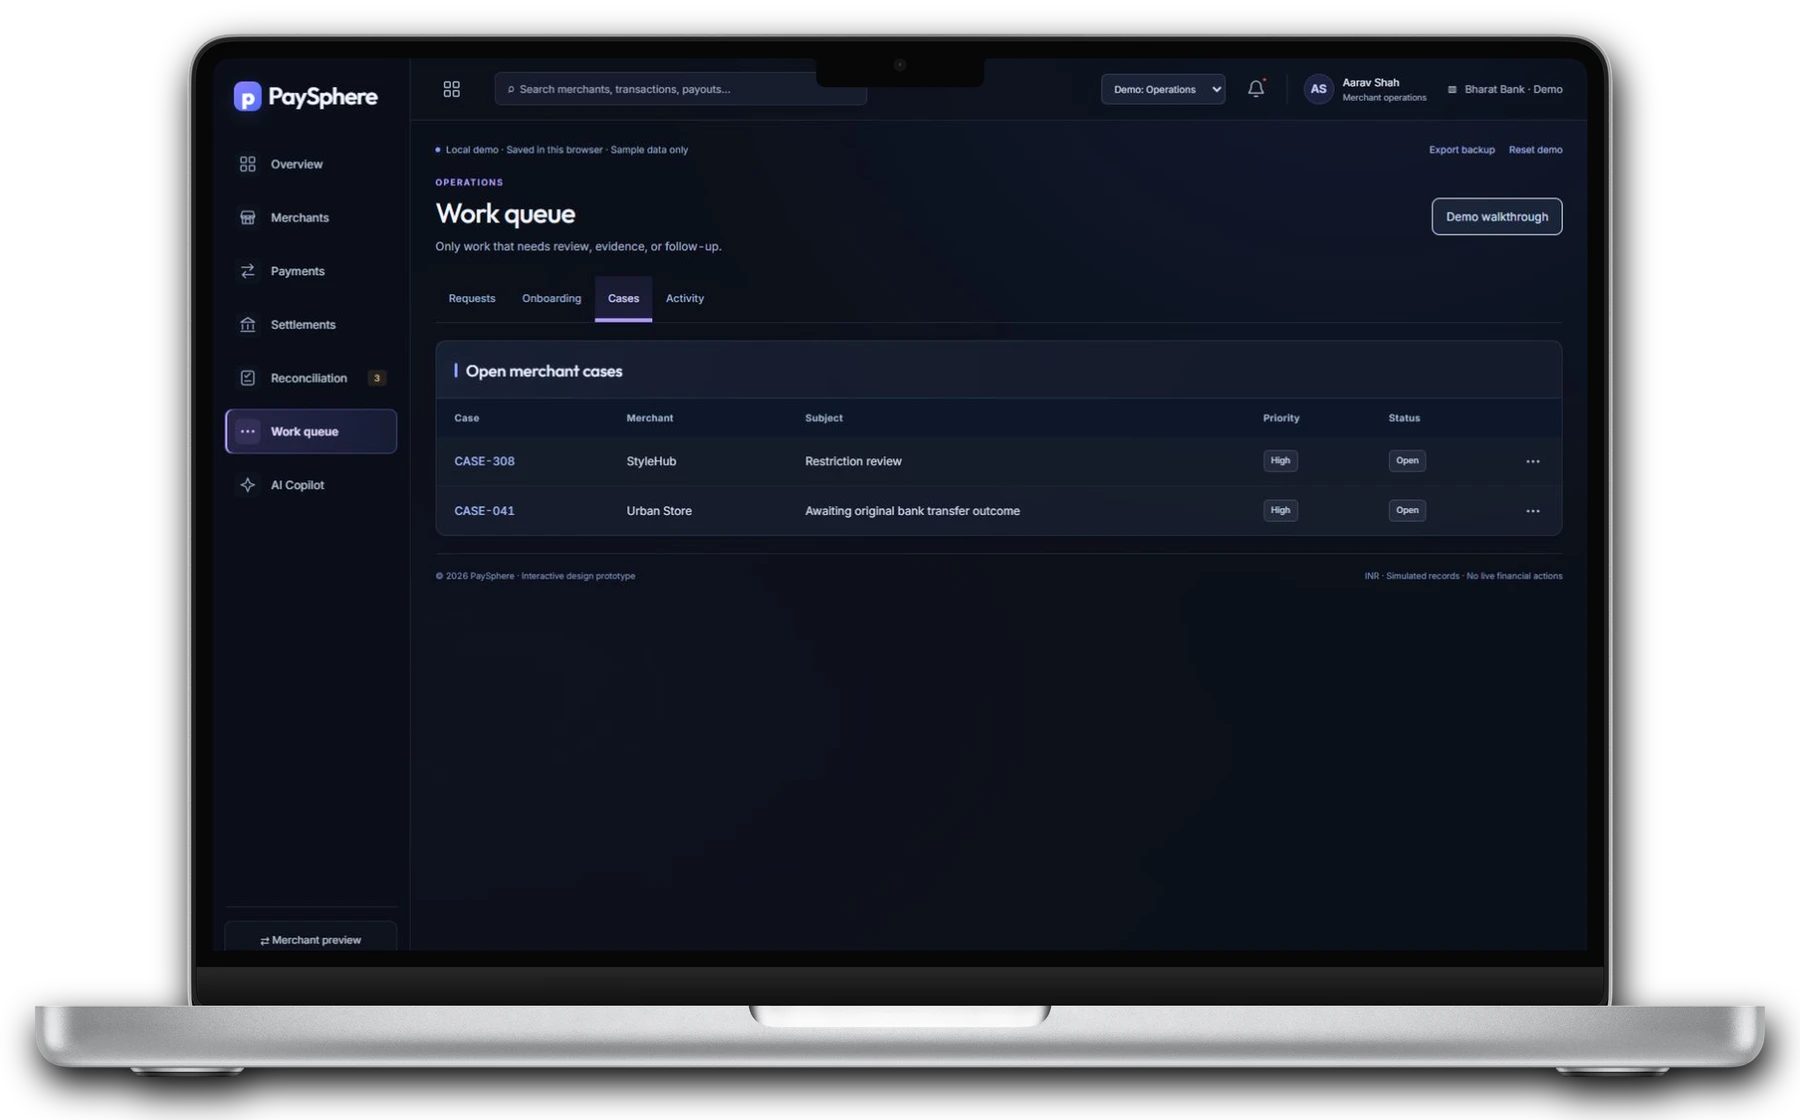 PaySphere
Search merchants, transactions, payouts...
Demo: Operations
AS
Aarav Shah
Merchant operations
Bharat Bank · Demo
Overview
Merchants
Payments
Settlements
Reconciliation 3
Work queue
AI Copilot
Merchant preview
Local demo · Saved in this browser · Sample data only
Export backup Reset demo
OPERATIONS
Work queue
Only work that needs review, evidence, or follow-up.
Demo walkthrough
Requests Onboarding Cases Activity
Open merchant cases
Case Merchant Subject Priority Status
CASE-308 StyleHub Restriction review High Open ...
CASE-041 Urban Store Awaiting original bank transfer outcome High Open ...
© 2026 PaySphere · Interactive design prototype
INR · Simulated records · No live financial actions